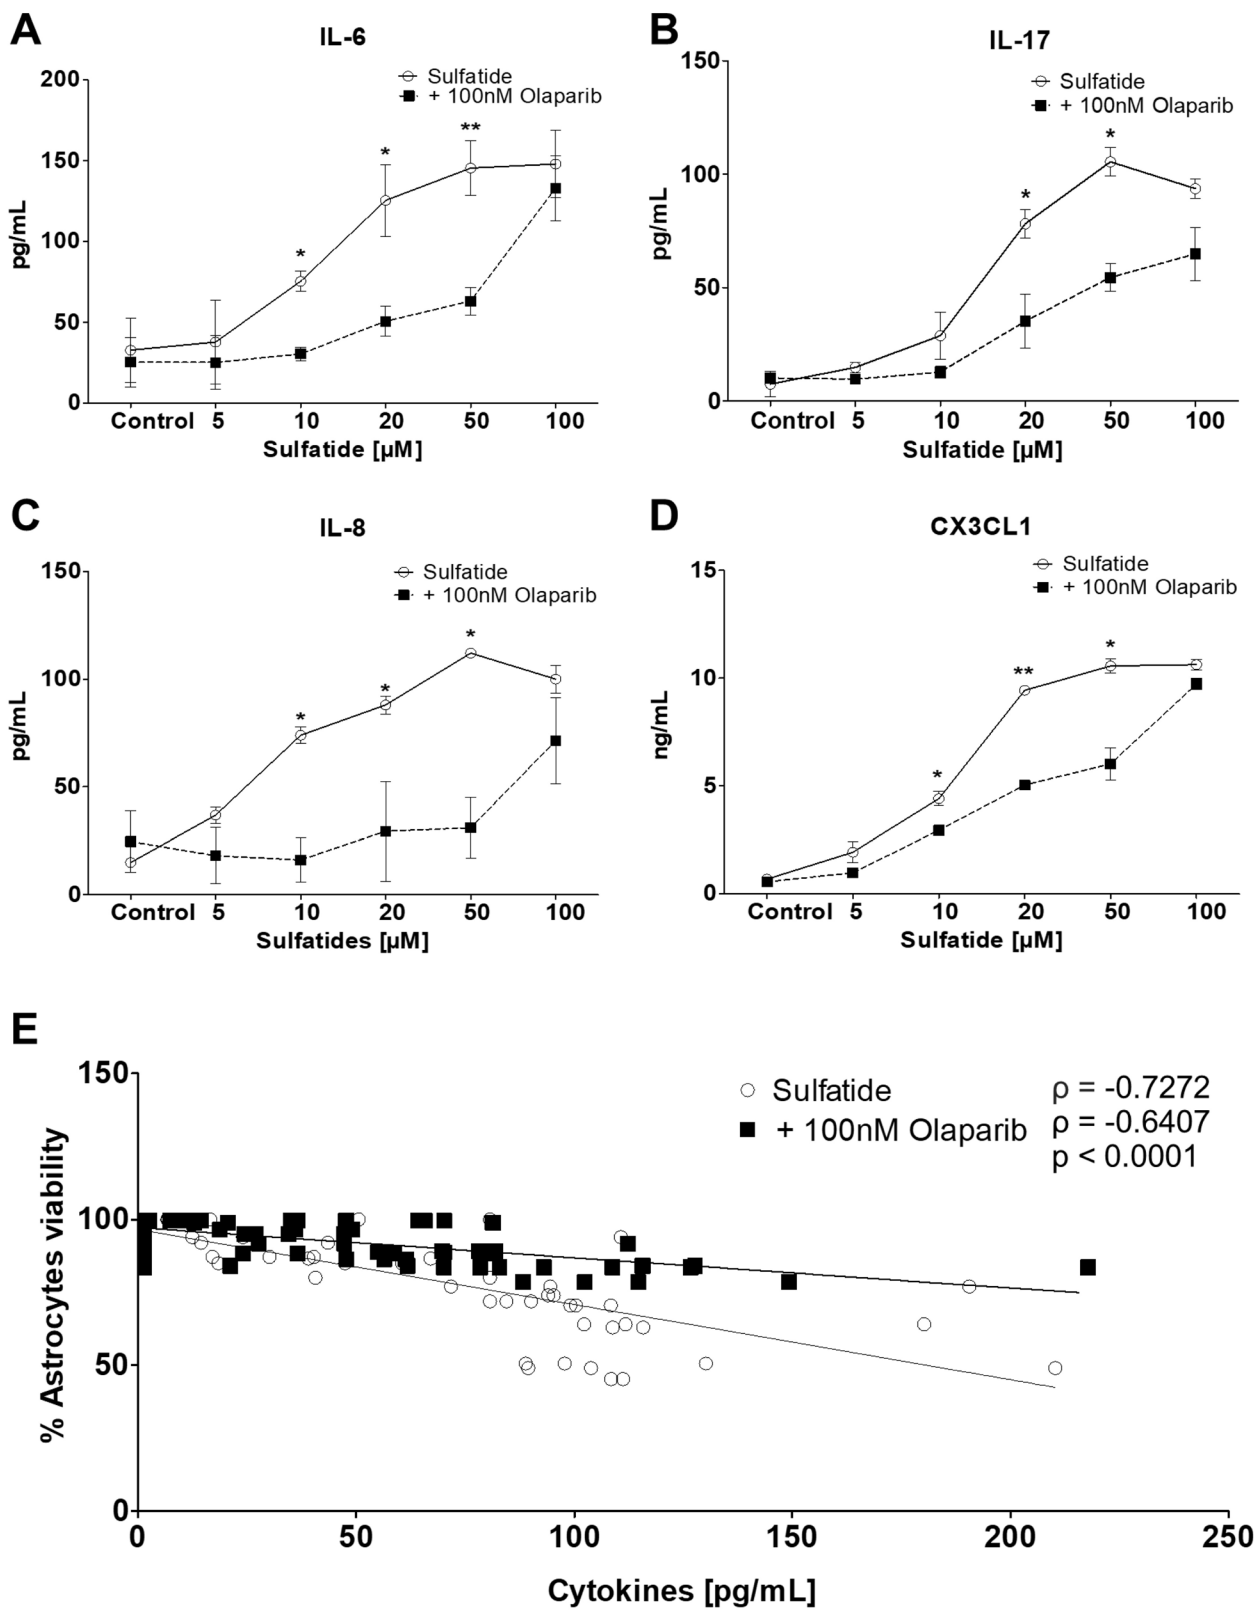 A
IL-6
Sulfatide
+ 100nM Olaparib
200
150
100
50
0
pg/mL
*
*
**
Control 5 10 20 50 100
Sulfatide [µM]
B
IL-17
Sulfatide
+ 100nM Olaparib
150
100
50
0
pg/mL
*
*
Control 5 10 20 50 100
Sulfatide [µM]
C
IL-8
Sulfatide
+ 100nM Olaparib
150
100
50
0
pg/mL
*
*
*
Control 5 10 20 50 100
Sulfatides [µM]
D
CX3CL1
Sulfatide
+ 100nM Olaparib
15
10
5
0
ng/mL
*
**
*
Control 5 10 20 50 100
Sulfatide [µM]
E
150
100
50
0
% Astrocytes viability
Sulfatide ρ = -0.7272
+ 100nM Olaparib ρ = -0.6407
p < 0.0001
0 50 100 150 200 250
Cytokines [pg/mL]